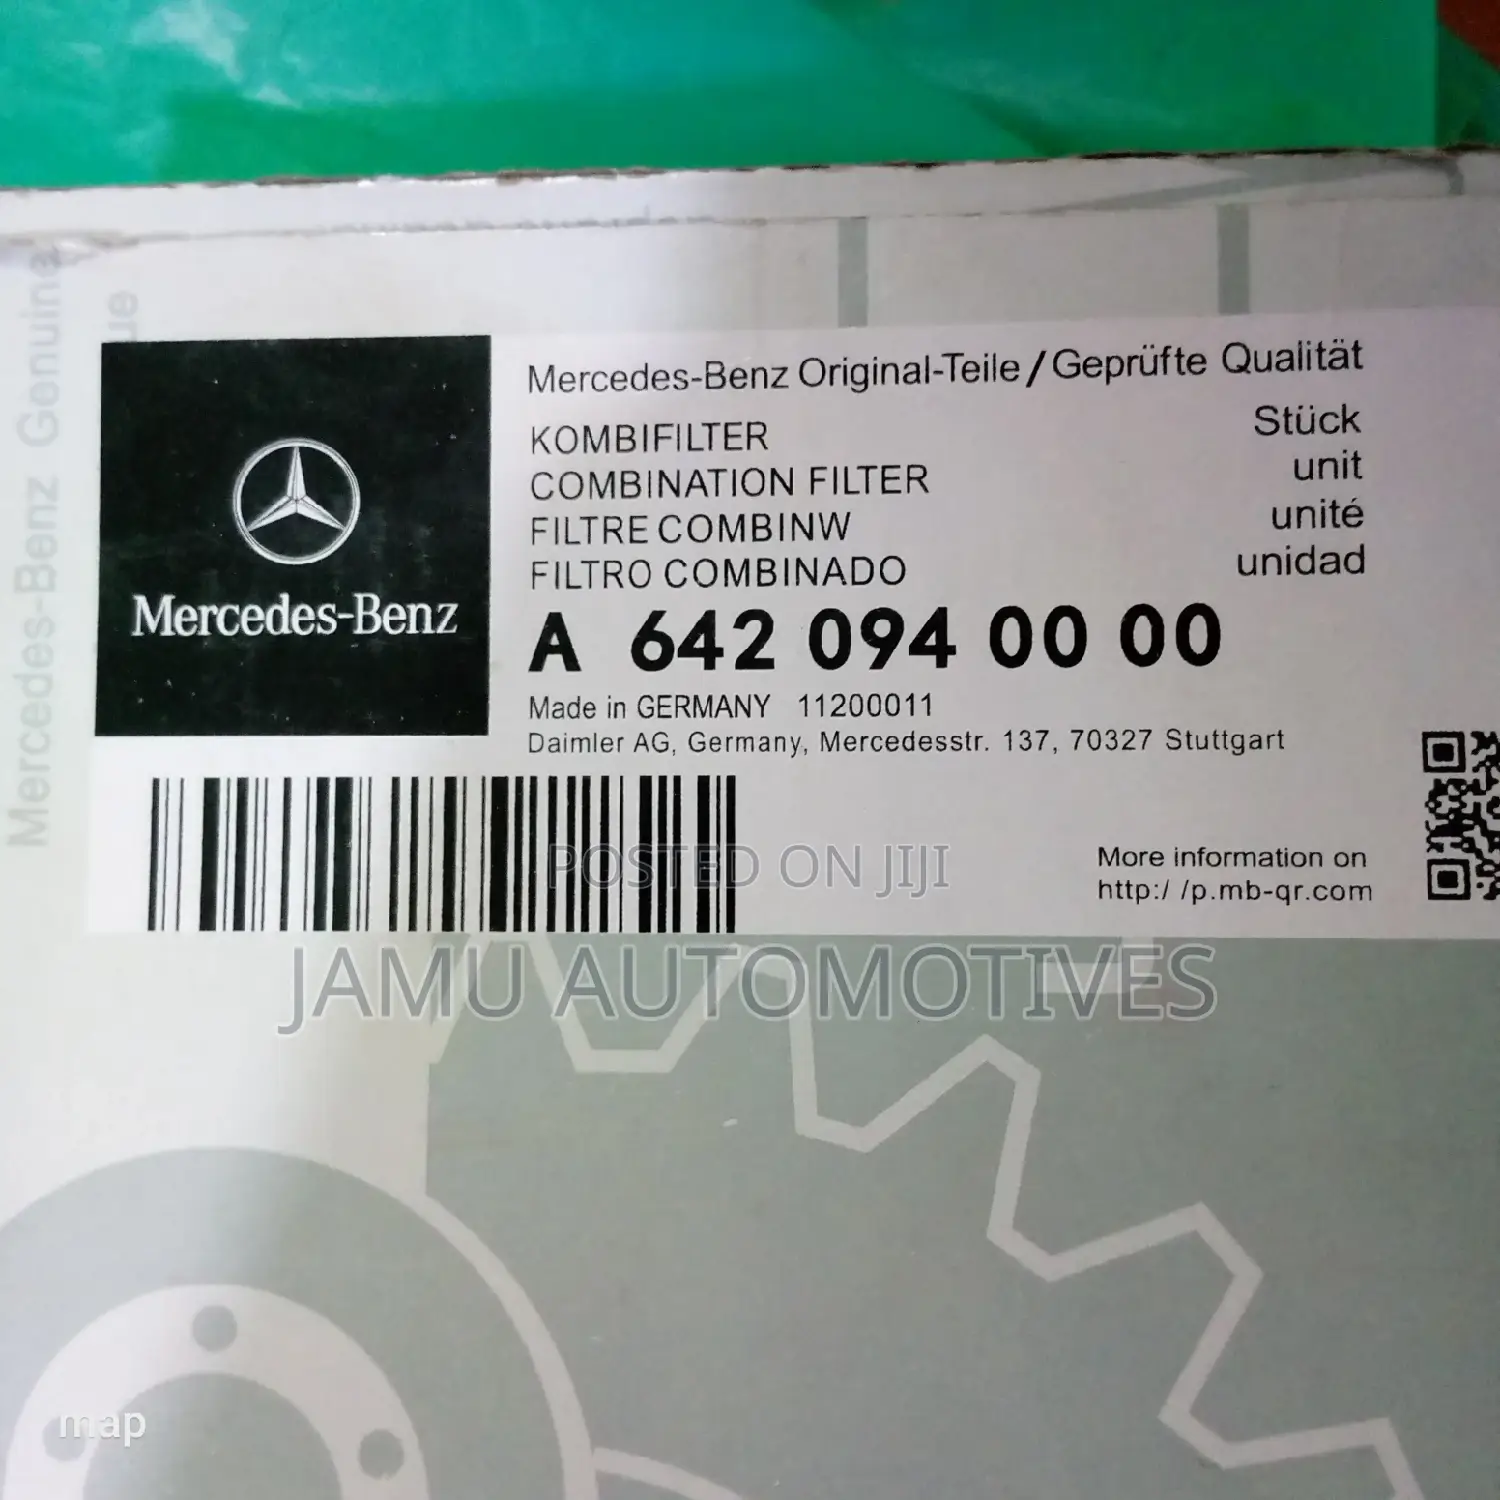 Mercedes-Benz Genuine
ue
Mercedes-Benz
Mercedes-Benz Original-Teile/Geprüfte Qualität
KOMBIFILTER Stück
COMBINATION FILTER unit
FILTRE COMBINW unité
FILTRO COMBINADO unidad
A 642 094 00 00
Made in GERMANY 11200011
Daimler AG, Germany, Mercedesstr. 137, 70327 Stuttgart
More information on
http:/ /p.mb-qr.com
POSTED ON JIJI
JAMU AUTOMOTIVES
map